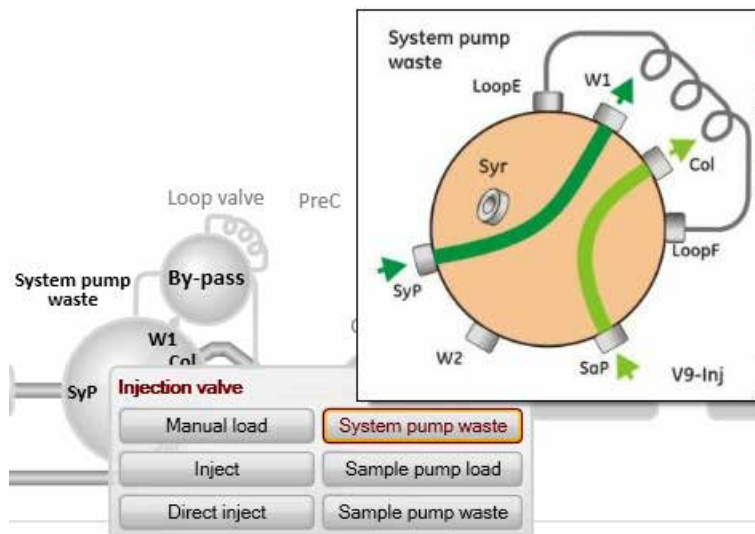 System pump
waste
LoopE
W1
Col
Syr
LoopF
SyP
W2
SaP
V9-Inj
Loop valve
PreC
By-pass
System pump
waste
W1
Col
SyP
Injection valve
Manual load
System pump waste
Inject
Sample pump load
Direct inject
Sample pump waste